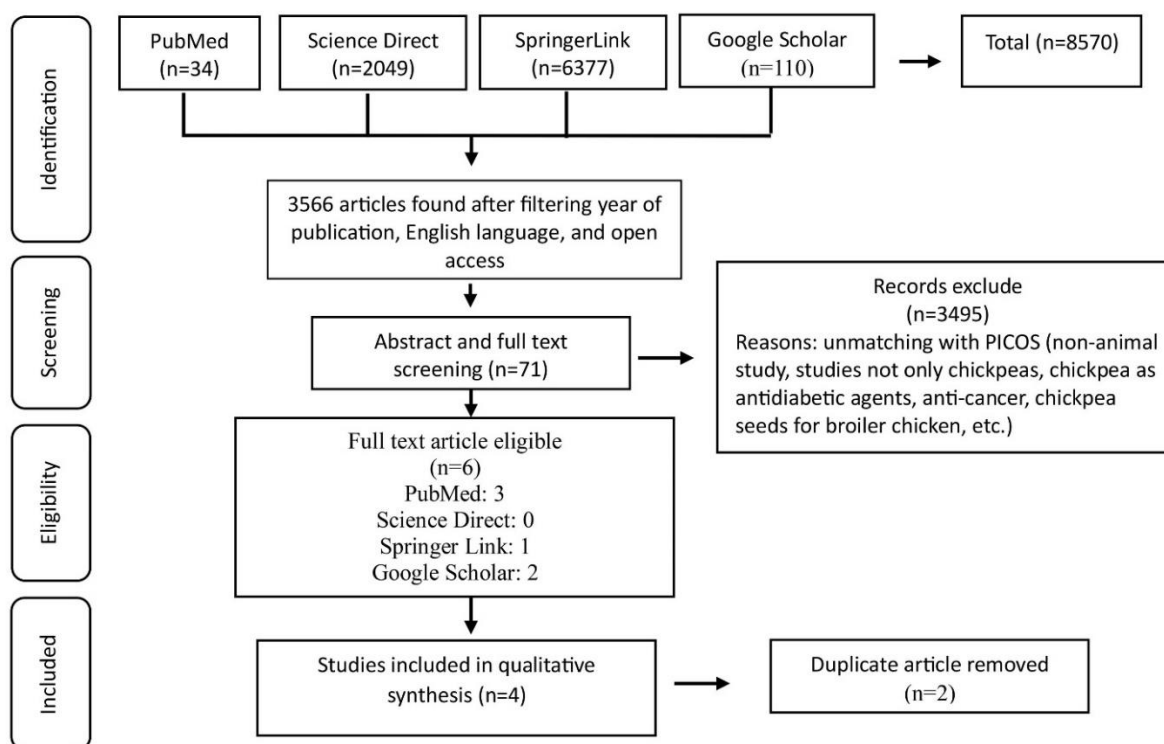 PubMed
(n=34)
Science Direct
(n=2049)
SpringerLink
(n=6377)
Google Scholar
(n=110)
Total (n=8570)
Identification
3566 articles found after filtering year of
publication, English language, and open
access
Screening
Abstract and full text
screening (n=71)
Records exclude
(n=3495)
Reasons: unmatching with PICOS (non-animal
study, studies not only chickpeas, chickpea as
antidiabetic agents, anti-cancer, chickpea
seeds for broiler chicken, etc.)
Eligibility
Full text article eligible
(n=6)
PubMed: 3
Science Direct: 0
Springer Link: 1
Google Scholar: 2
Included
Studies included in qualitative
synthesis (n=4)
Duplicate article removed
(n=2)